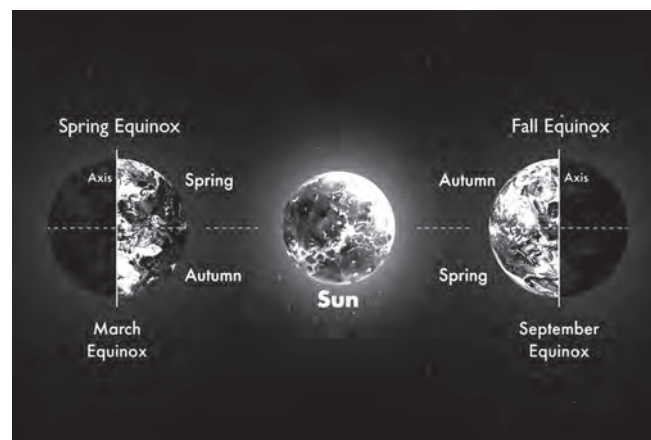 Spring Equinox
Fall Equinox
Axis
Spring
Autumn
Axis
Autumn
Spring
Sun
March
Equinox
September
Equinox